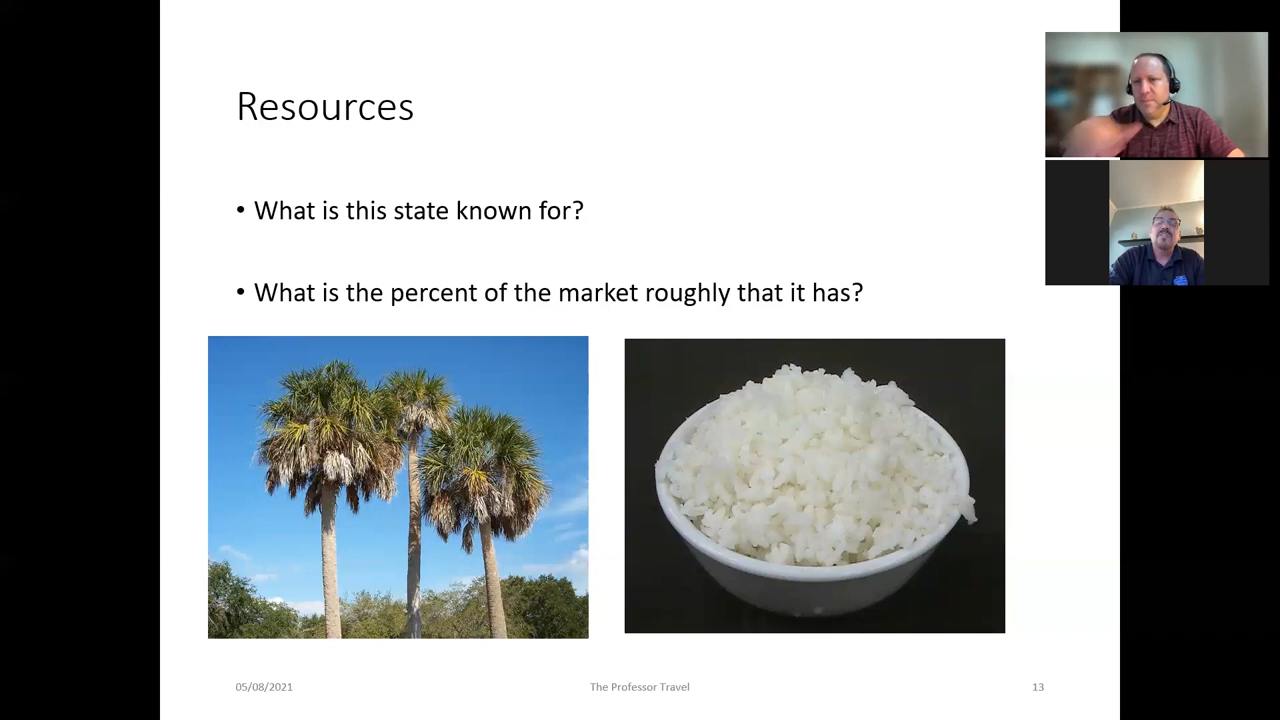 Resources
• What is this state known for?
• What is the percent of the market roughly that it has?
05/08/2021
The Professor Travel
13